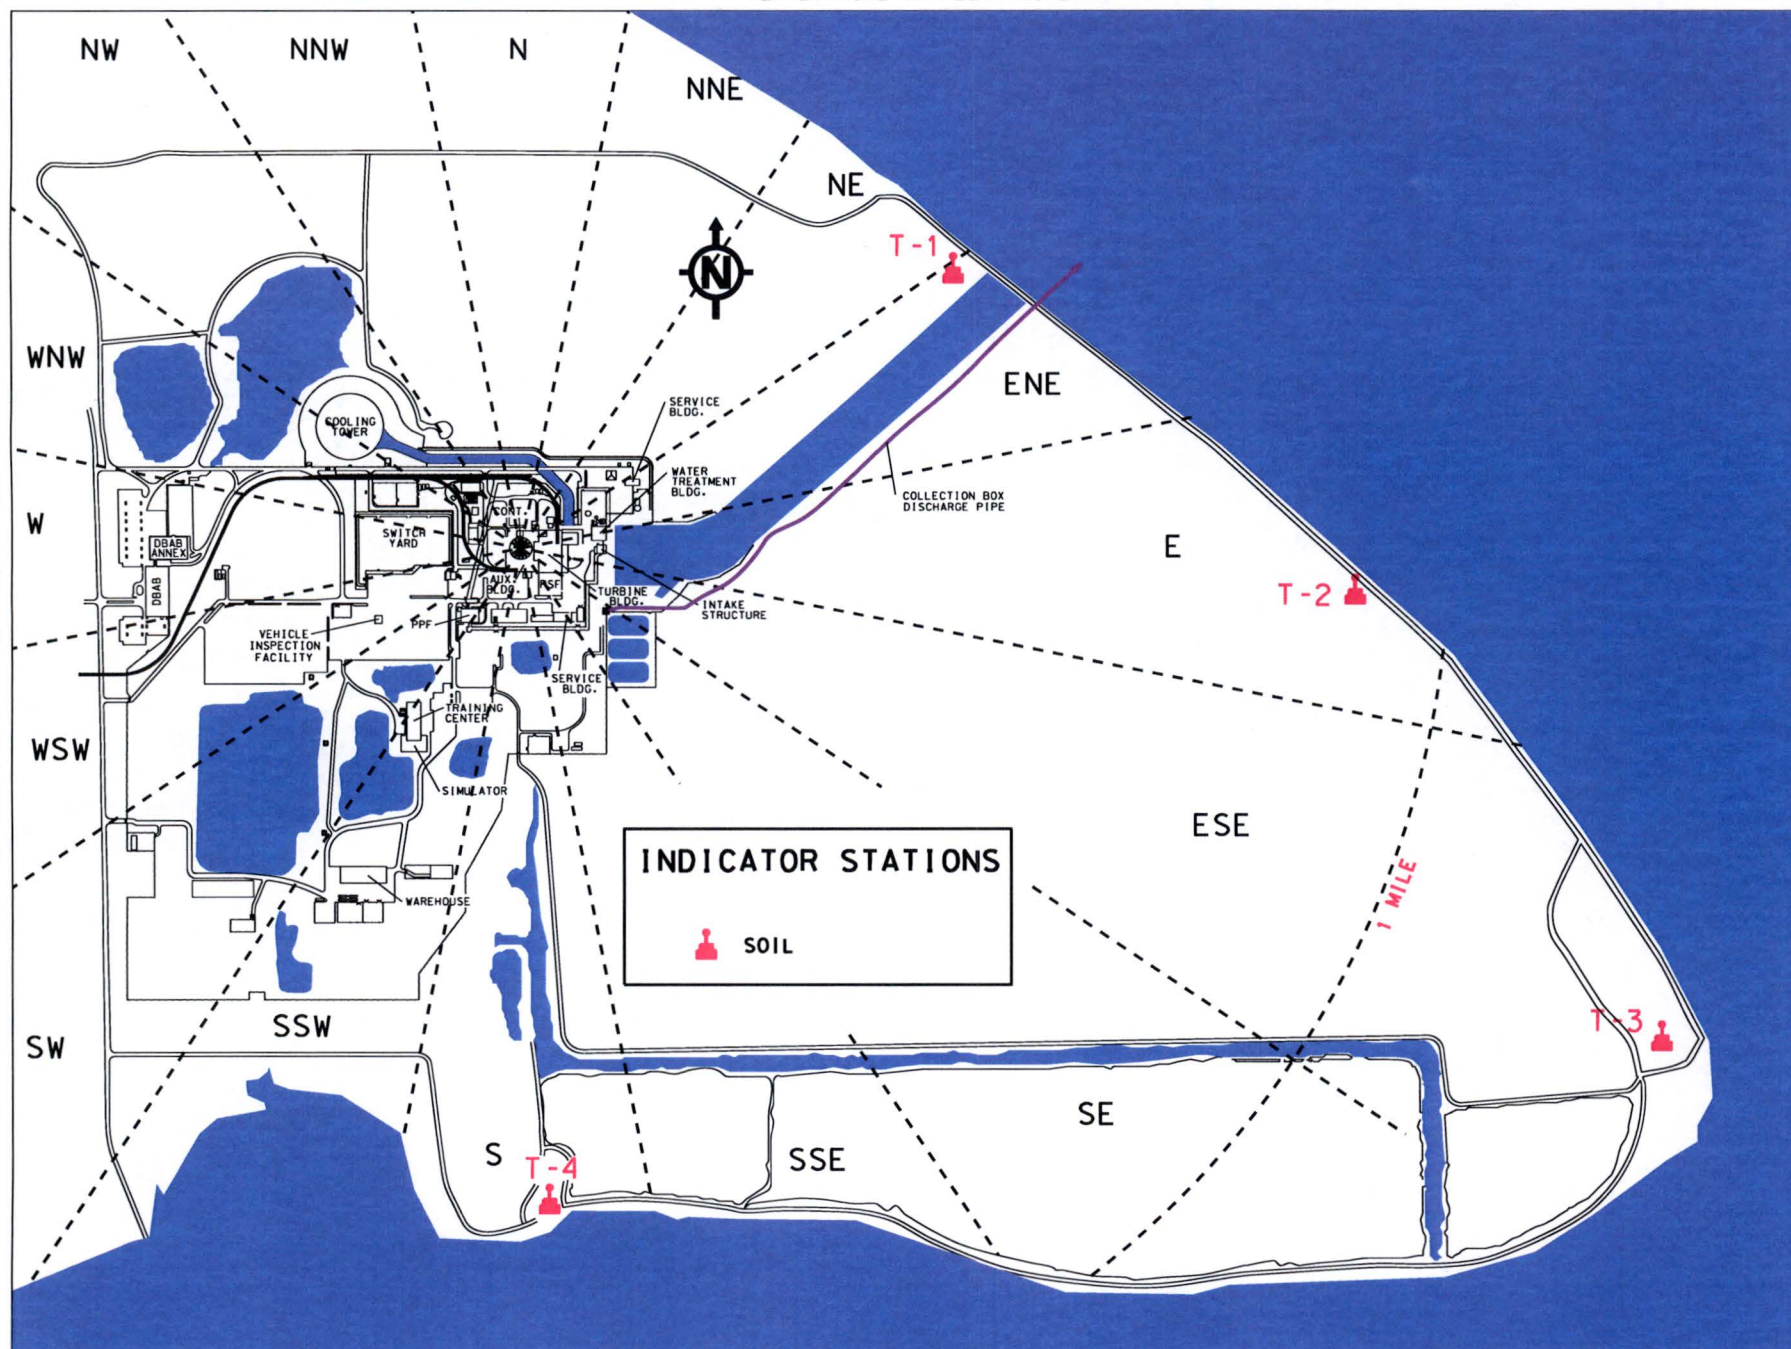 NW
NNW
N
NNE
NE
T-1
N
WNW
ENE
SERVICE
BLDG.
COOLING
TOWER
WATER
TREATMENT
BLDG.
COLLECTION BOX
DISCHARGE PIPE
W
CONT.
SWITCH
YARD
E
DBAB
ANNEX
DBAB
AUX.
BLDG.
TURBINE
BLDG.
INTAKE
STRUCTURE
T-2
PPF
VEHICLE
INSPECTION
FACILITY
SERVICE
BLDG.
TRAINING
CENTER
WSW
SIMULATOR
ESE
INDICATOR STATIONS
SOIL
1 MILE
WAREHOUSE
SSW
SW
T-3
SE
S
SSE
T-4